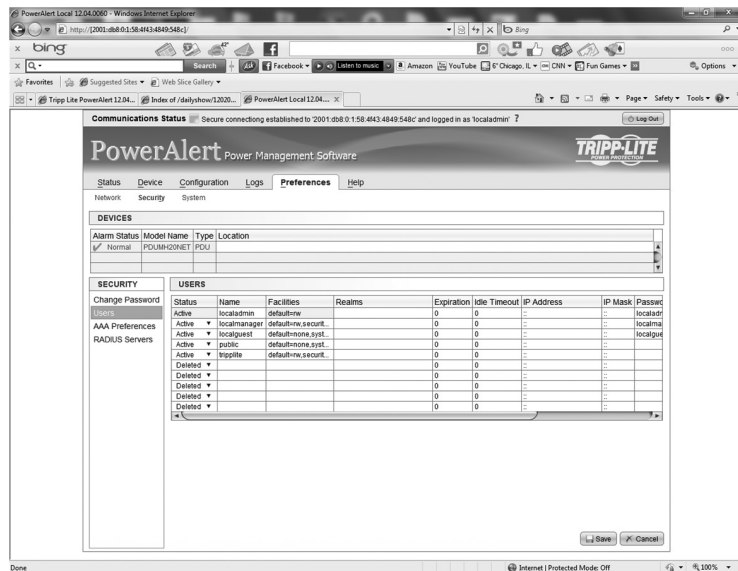 PowerAlert Local 12.04.0060 - Windows Internet Explorer
http://[2001:db8:0:1:58:4f43:4849:548c]/
Bing
bing
47°
Search
Ask
Facebook
Listen to music
Amazon
YouTube
6° Chicago, IL
CNN
Fun Games
Options
Favorites
Suggested Sites
Web Slice Gallery
Tripp Lite PowerAlert 12.04...
Index of /dailyshow/12020...
PowerAlert Local 12.04....
Page
Safety
Tools
Communications Status Secure connectiong established to '2001:db8:0:1:58:4f43:4849:548c' and logged in as 'localadmin' ?
Log Out
PowerAlert Power Management Software
TRIPP·LITE
POWER PROTECTION
Status Device Configuration Logs Preferences Help
Network Security System
DEVICES
Alarm Status Model Name Type Location
Normal PDUMH20NET PDU
SECURITY
Change Password
Users
AAA Preferences
RADIUS Servers
USERS
Status Name Facilities Realms Expiration Idle Timeout IP Address IP Mask Passwo
Active localadmin default=rw 0 0 :: :: localadr
Active localmanager default=rw,securit... 0 0 :: :: localma
Active localguest default=none,syst... 0 0 :: :: localgue
Active public default=none,syst... 0 0 :: ::
Active tripplite default=rw,securit... 0 0 :: ::
Deleted 0 0 :: ::
Deleted 0 0 :: ::
Deleted 0 0 :: ::
Deleted 0 0 :: ::
Deleted 0 0 :: ::
Save
Cancel
Done
Internet | Protected Mode: Off
100%